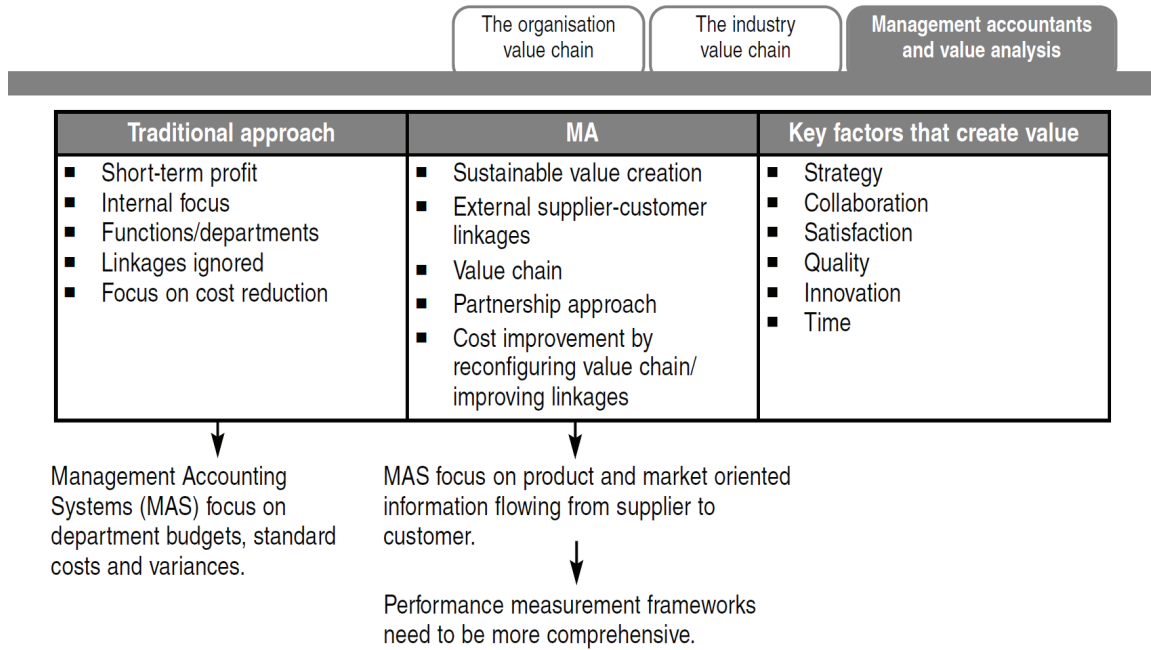 The organisation
value chain
The industry
value chain
Management accountants
and value analysis
Traditional approach
■ Short-term profit
■ Internal focus
■ Functions/departments
■ Linkages ignored
■ Focus on cost reduction
MA
■ Sustainable value creation
■ External supplier-customer
linkages
■ Value chain
■ Partnership approach
■ Cost improvement by
reconfiguring value chain/
improving linkages
Key factors that create value
■ Strategy
■ Collaboration
■ Satisfaction
■ Quality
■ Innovation
■ Time
Management Accounting
Systems (MAS) focus on
department budgets, standard
costs and variances.
MAS focus on product and market oriented
information flowing from supplier to
customer.
Performance measurement frameworks
need to be more comprehensive.